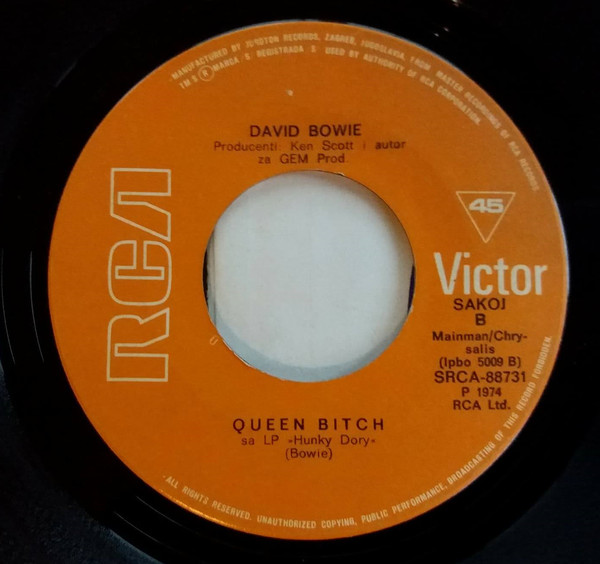 MANUFACTURED BY JUGOTON RECORDS, ZAGREB, JUGOSLAVIA, FROM MASTER RECORDINGS OF RCA RECORDS
TM S ® MARCA S REGISTRADA S USED BY AUTHORITY OF RCA CORPORATION.
DAVID BOWIE
Producenti: Ken Scott i autor
za GEM Prod.
RCA
45
Victor
SAKOJ
B
Mainman/Chry-
salis
(Ipbo 5009 B)
SRCA-88731
P 1974
RCA Ltd.
QUEEN BITCH
sa LP »Hunky Dory«
(Bowie)
ALL RIGHTS RESERVED. UNAUTHORIZED COPYING, PUBLIC PERFORMANCE, BROADCASTING OF THIS RECORD FORBIDDEN.